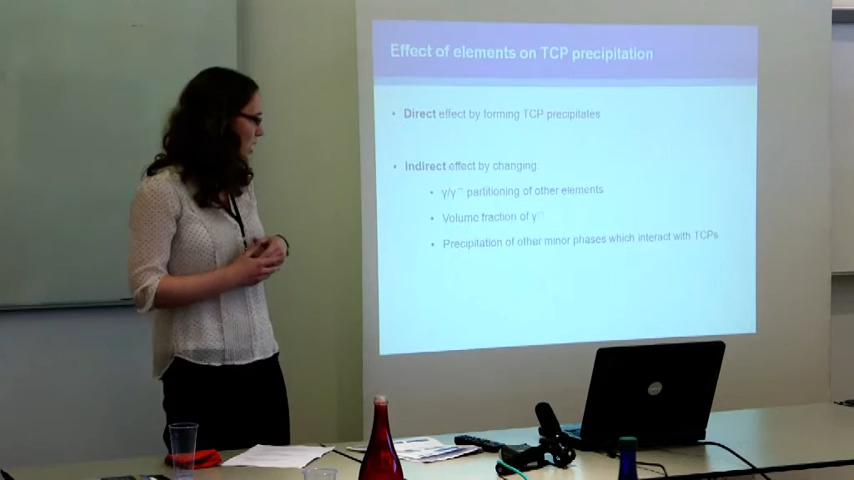 Effect of elements on TCP precipitation
• Direct effect by forming TCP precipitates
• Indirect effect by changing:
• γ/γ′ partitioning of other elements
• Volume fraction of γ′
• Precipitation of other minor phases which interact with TCPs